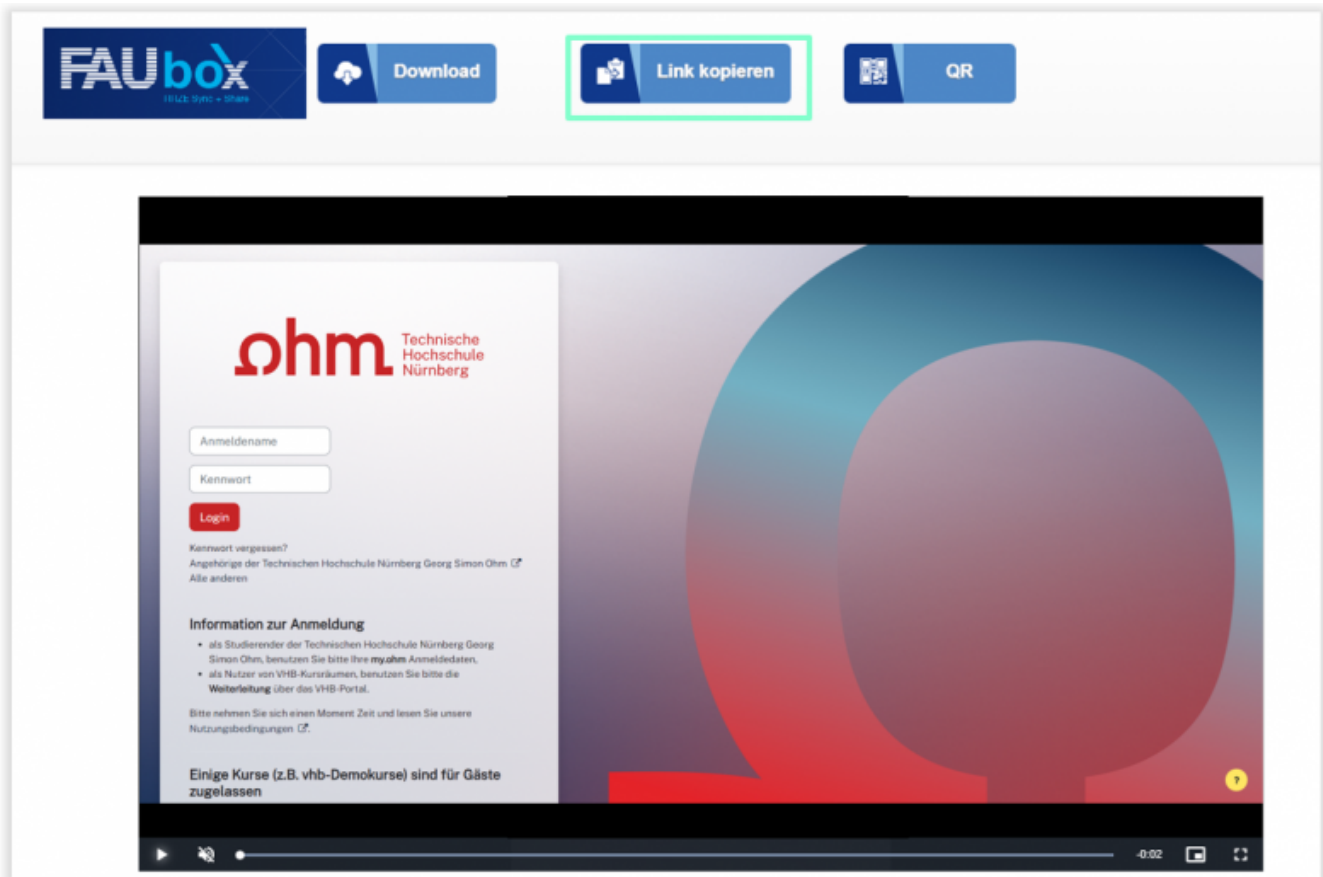 FAUbox
RRZE Sync + Share
Download
Link kopieren
QR
ohm
Technische
Hochschule
Nürnberg
Anmeldename
Kennwort
Login
Kennwort vergessen?
Angehörige der Technischen Hochschule Nürnberg Georg Simon Ohm
Alle anderen
Information zur Anmeldung
• als Studierender der Technischen Hochschule Nürnberg Georg
Simon Ohm, benutzen Sie bitte Ihre my.ohm Anmeldedaten,
• als Nutzer von VHB-Kursräumen, benutzen Sie bitte die
Weiterleitung über das VHB-Portal.
Bitte nehmen Sie sich einen Moment Zeit und lesen Sie unsere
Nutzungsbedingungen.
Einige Kurse (z.B. vhb-Demokurse) sind für Gäste
zugelassen
?
-0:02